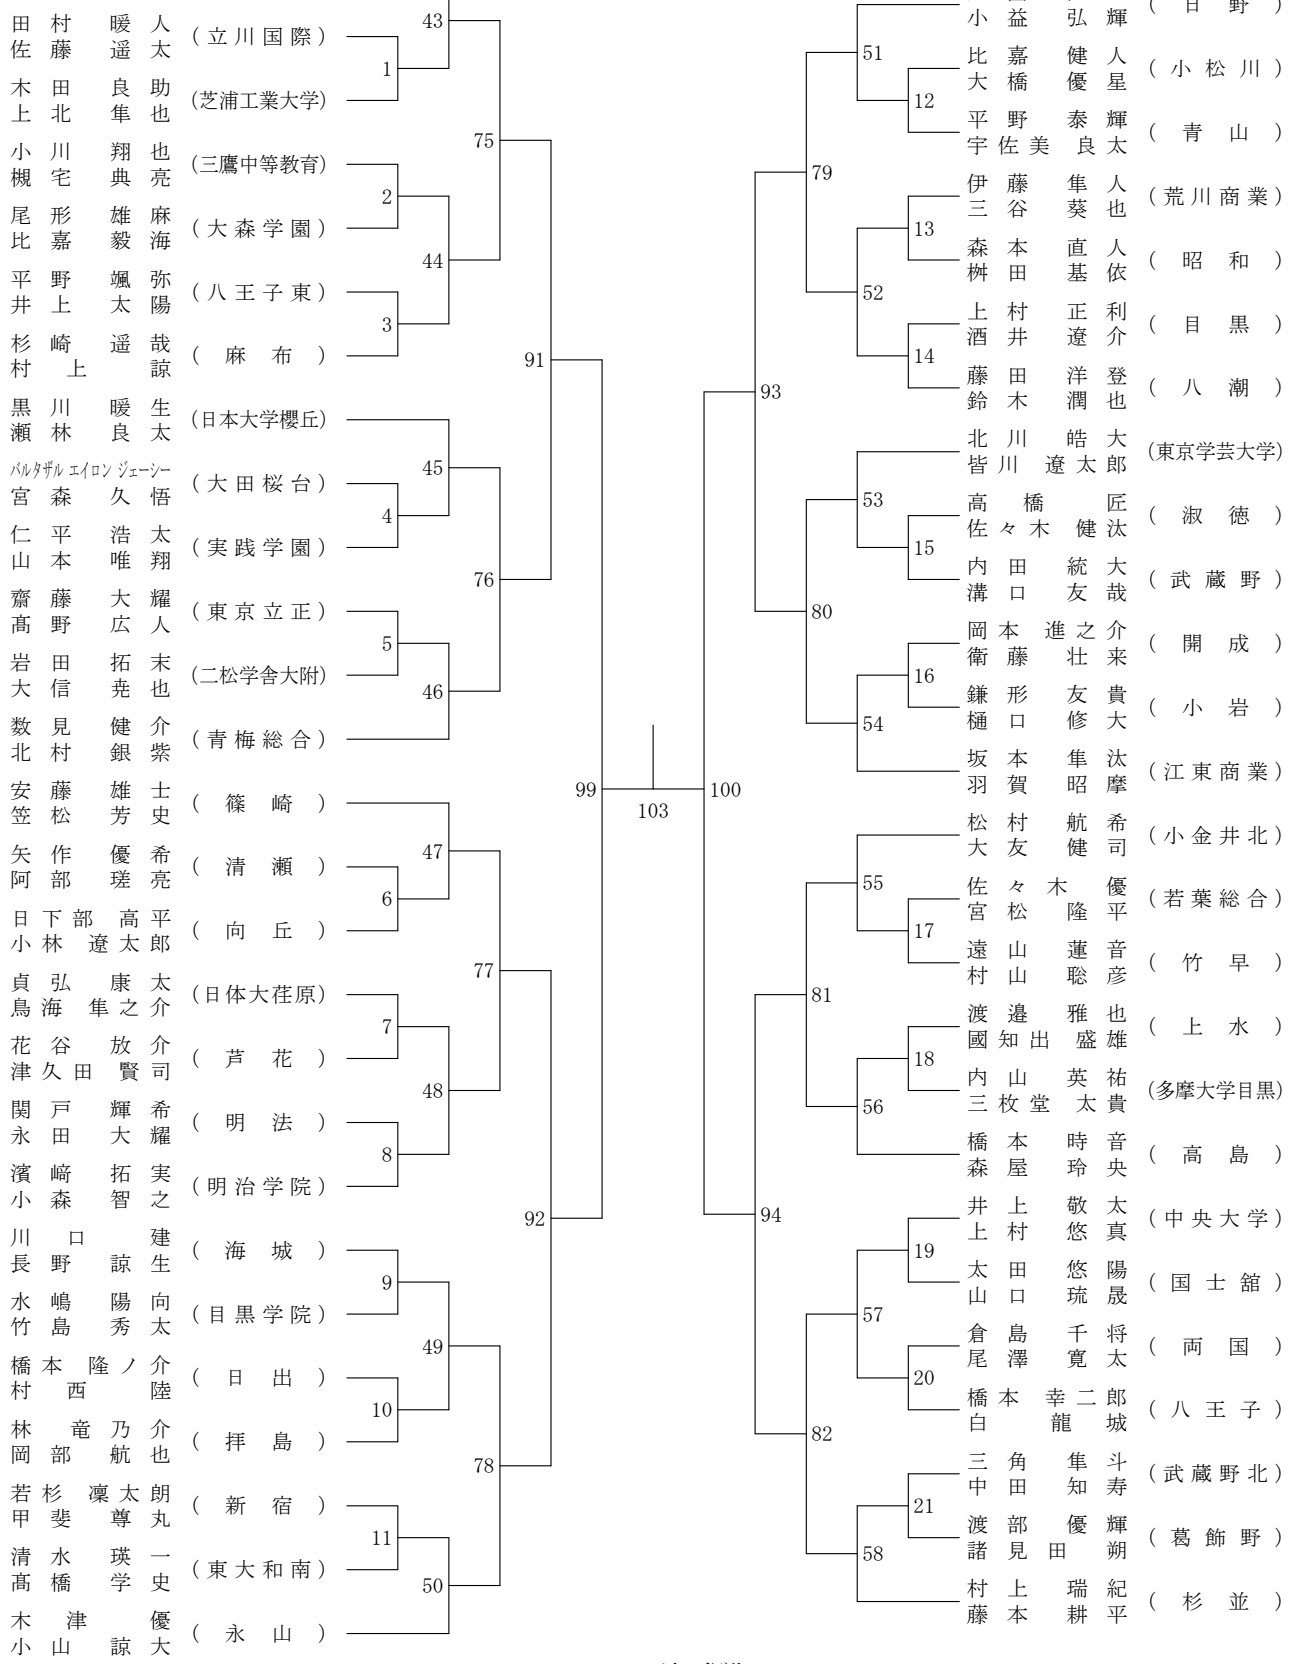 43
田村 暖人
佐藤 遥太
(立川国際)
1
木田 良助
上北 隼也
(芝浦工業大学)
75
小川 翔也
槻宅 典亮
(三鷹中等教育)
2
尾形 雄麻
比嘉 毅海
(大森学園)
44
平野 颯弥
井上 太陽
(八王子東)
3
杉崎 遥哉
村上 諒
(麻布)
91
黒川 暖生
瀬林 良太
(日本大学櫻丘)
45
バルタザル エイロン ジェーシー
宮森 久悟
(大田桜台)
4
仁平 浩太
山本 唯翔
(実践学園)
76
齋藤 大耀
髙野 広人
(東京立正)
5
岩田 拓末
大信 尭也
(二松学舎大附)
46
数見 健介
北村 銀紫
(青梅総合)
99
安藤 雄士
笠松 芳史
(篠崎)
47
矢作 優希
阿部 瑳亮
(清瀬)
6
日下部 高平
小林 遼太郎
(向丘)
77
貞弘 康太
鳥海 隼之介
(日体大荏原)
7
花谷 放介
津久田 賢司
(芦花)
48
関戸 輝希
永田 大耀
(明法)
8
濱﨑 拓実
小森 智之
(明治学院)
92
川口 建
長野 諒生
(海城)
9
水嶋 陽向
竹島 秀太
(目黒学院)
49
橋本 隆ノ介
村西 陸
(日出)
10
林 竜乃介
岡部 航也
(拝島)
78
若杉 凜太朗
甲斐 尊丸
(新宿)
11
清水 瑛一
髙橋 学史
(東大和南)
50
木津 優
小山 諒大
(永山)
103
100
小益 弘輝
(日野)
51
比嘉 健人
大橋 優星
(小松川)
12
平野 泰輝
宇佐美 良太
(青山)
79
伊藤 隼人
三谷 葵也
(荒川商業)
13
森本 直人
桝田 基依
(昭和)
52
上村 正利
酒井 遼介
(目黒)
14
藤田 洋登
鈴木 潤也
(八潮)
93
北川 皓大
皆川 遼太郎
(東京学芸大学)
53
高橋 匠
佐々木 健汰
(淑徳)
15
内田 統大
溝口 友哉
(武蔵野)
80
岡本 進之介
衛藤 壮来
(開成)
16
鎌形 友貴
樋口 修大
(小岩)
54
坂本 隼汰
羽賀 昭摩
(江東商業)
松村 航希
大友 健司
(小金井北)
55
佐々木 優
宮松 隆平
(若葉総合)
17
遠山 蓮音
村山 聡彦
(竹早)
81
渡邉 雅也
國知出 盛雄
(上水)
18
内山 英祐
三枚堂 太貴
(多摩大学目黒)
56
橋本 時音
森屋 玲央
(高島)
94
井上 敬太
上村 悠真
(中央大学)
19
太田 悠陽
山口 琉晟
(国士舘)
57
倉島 千将
尾澤 寛太
(両国)
20
橋本 幸二郎
白 龍城
(八王子)
82
三角 隼斗
中田 知寿
(武蔵野北)
21
渡部 優輝
諸見田 朔
(葛飾野)
58
村上 瑞紀
藤本 耕平
(杉並)